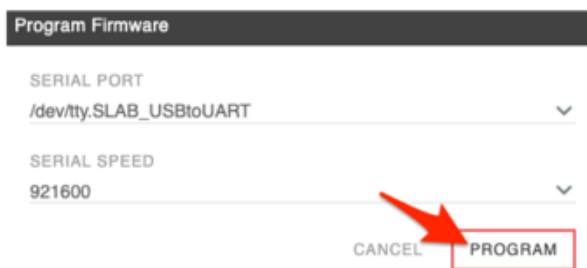 Program Firmware
SERIAL PORT
/dev/tty.SLAB_USBtoUART
SERIAL SPEED
921600
CANCEL PROGRAM